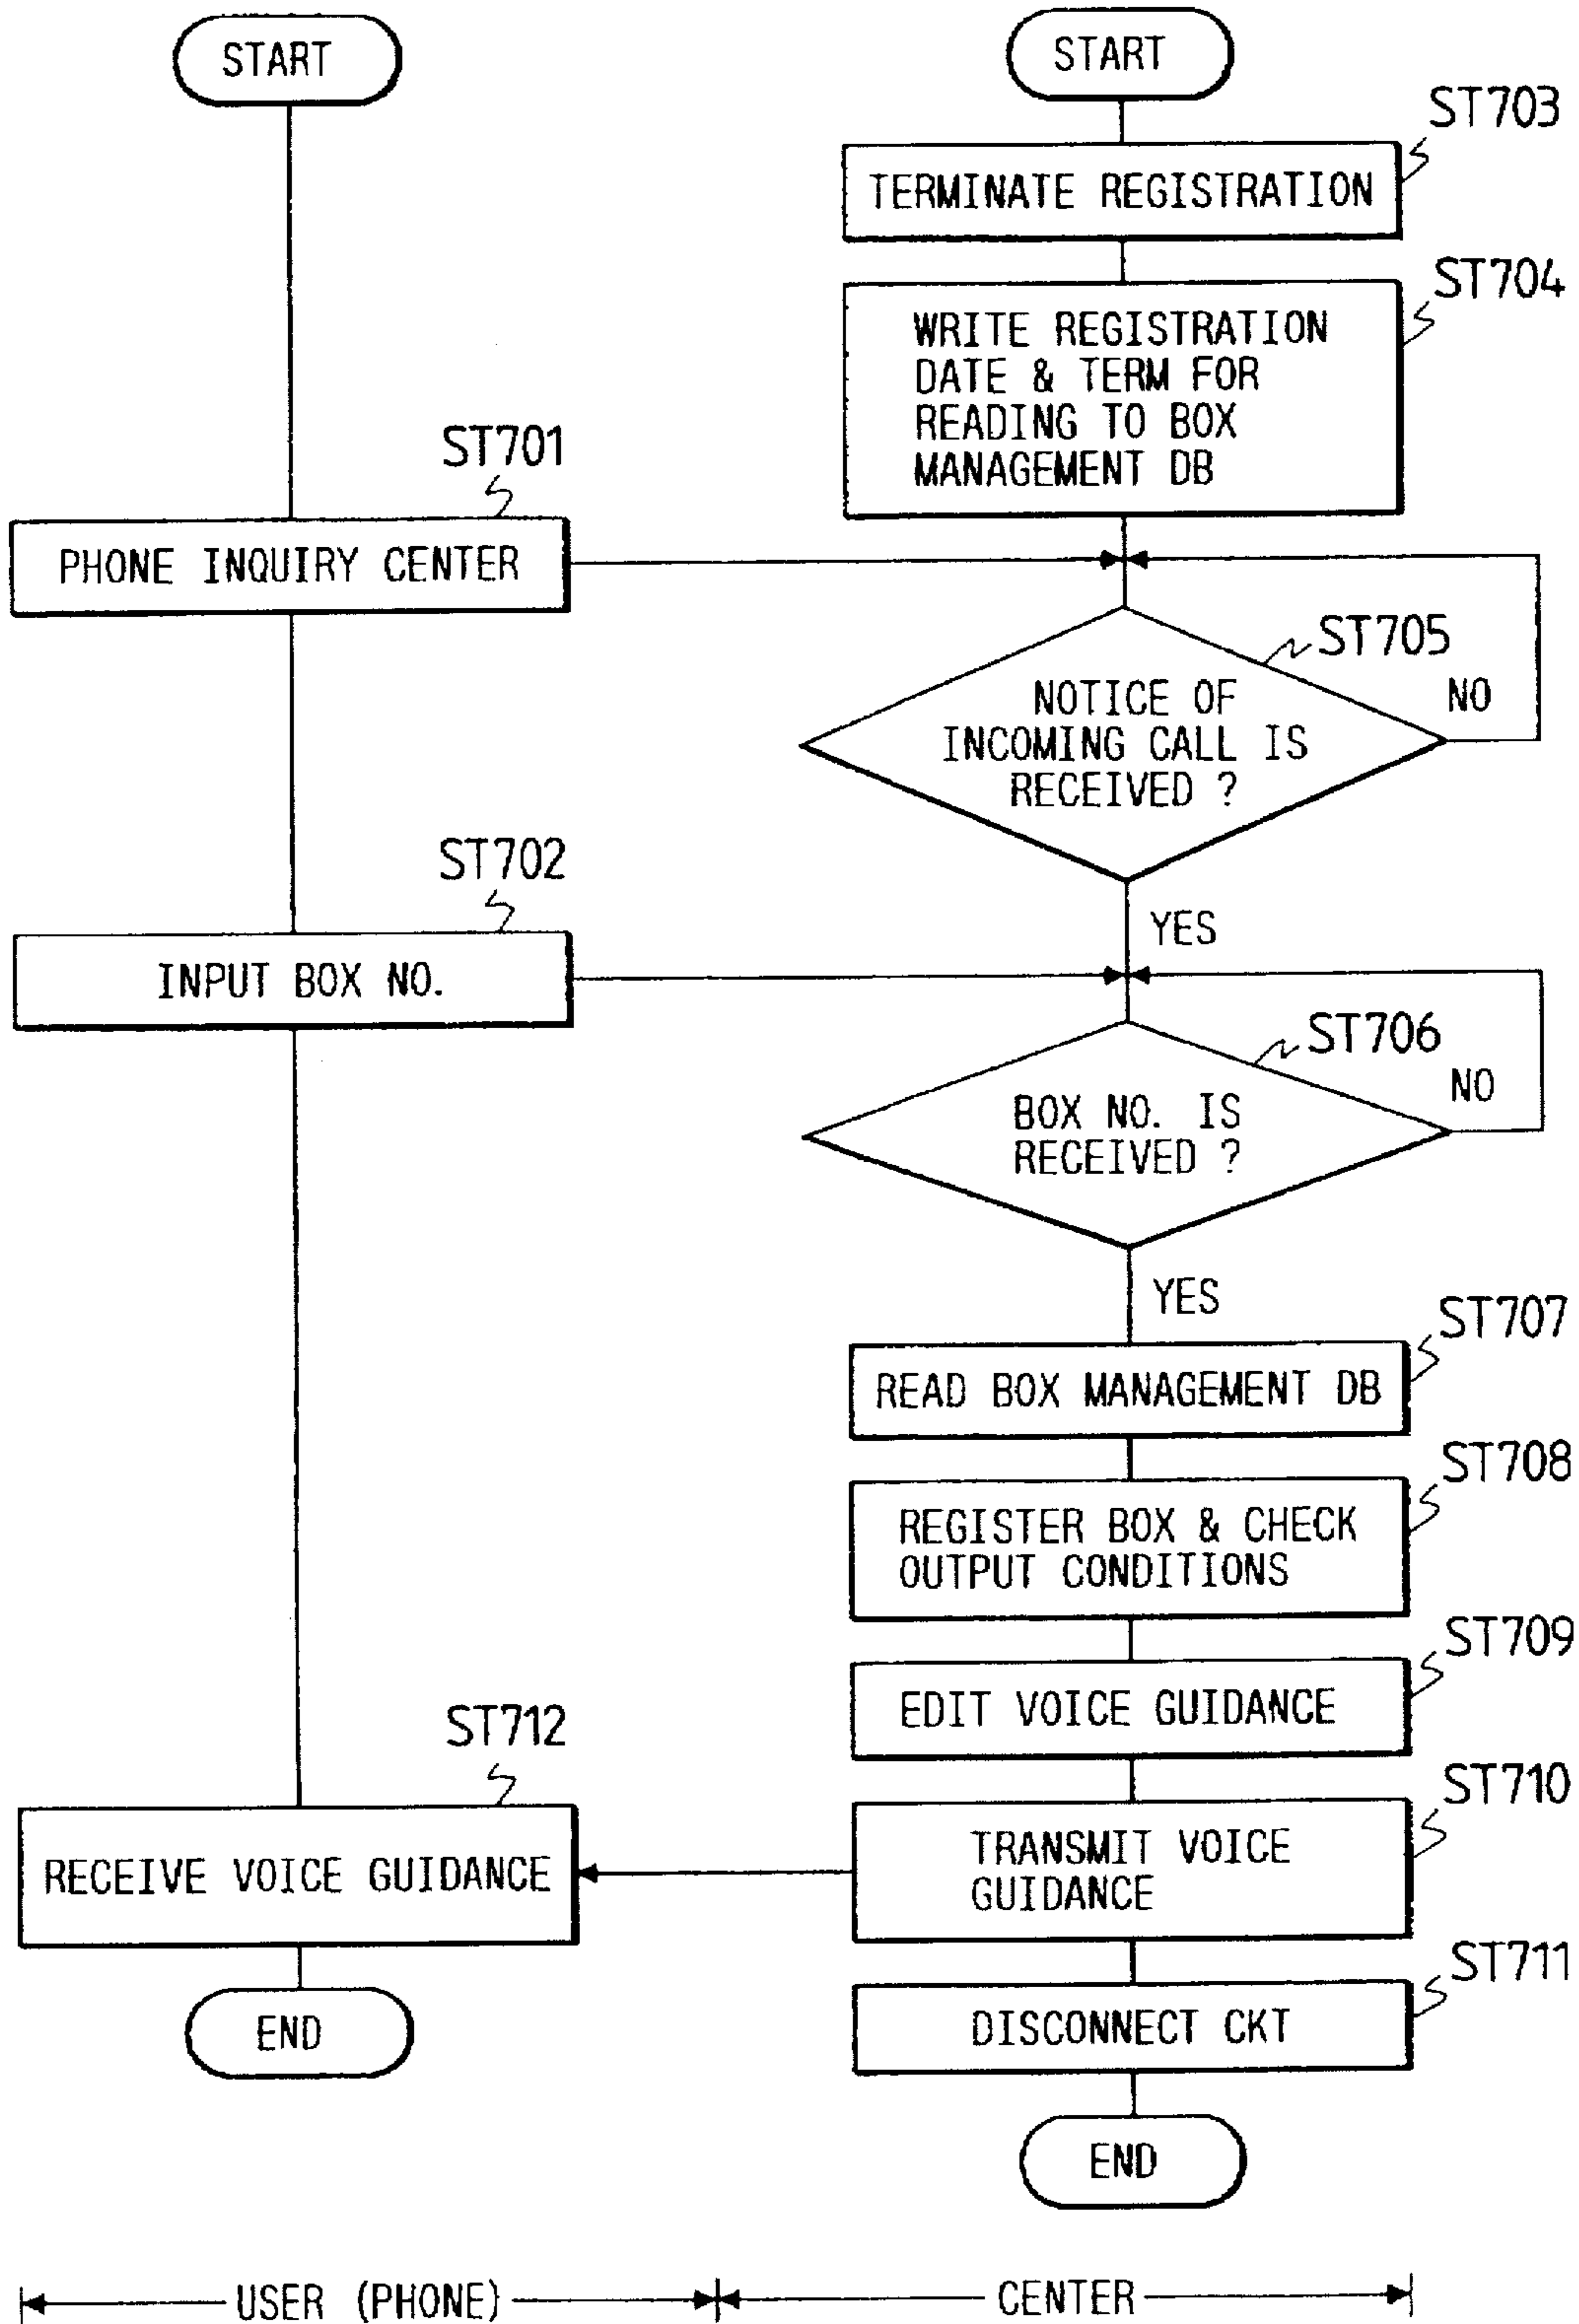 START
START
ST703
TERMINATE REGISTRATION
ST704
WRITE REGISTRATION
DATE & TERM FOR
READING TO BOX
MANAGEMENT DB
ST701
PHONE INQUIRY CENTER
ST705
NOTICE OF
INCOMING CALL IS
RECEIVED ?
NO
YES
ST702
INPUT BOX NO.
ST706
BOX NO. IS
RECEIVED ?
NO
YES
ST707
READ BOX MANAGEMENT DB
ST708
REGISTER BOX & CHECK
OUTPUT CONDITIONS
ST709
EDIT VOICE GUIDANCE
ST710
TRANSMIT VOICE
GUIDANCE
ST712
RECEIVE VOICE GUIDANCE
ST711
DISCONNECT CKT
END
END
USER (PHONE)
CENTER